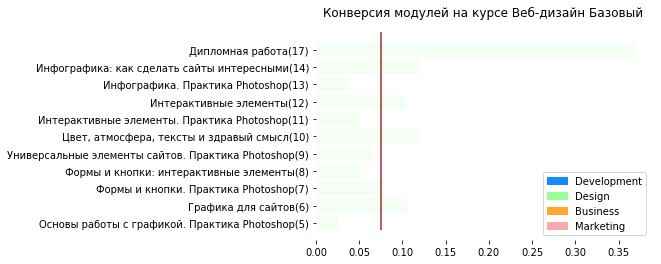 Конверсия модулей на курсе Веб-дизайн Базовый
Дипломная работа(17)
Инфографика: как сделать сайты интересными(14)
Инфографика. Практика Photoshop(13)
Интерактивные элементы(12)
Интерактивные элементы. Практика Photoshop(11)
Цвет, атмосфера, тексты и здравый смысл(10)
Универсальные элементы сайтов. Практика Photoshop(9)
Формы и кнопки: интерактивные элементы(8)
Формы и кнопки. Практика Photoshop(7)
Графика для сайтов(6)
Основы работы с графикой. Практика Photoshop(5)
Development
Design
Business
Marketing
0.00 0.05 0.10 0.15 0.20 0.25 0.30 0.35